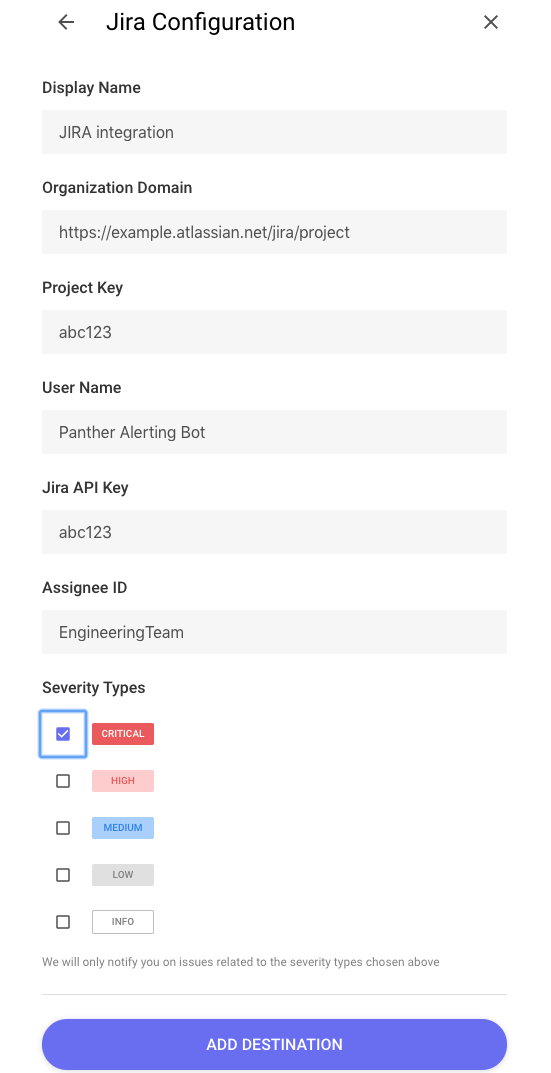 Jira Configuration
Display Name
JIRA integration
Organization Domain
https://example.atlassian.net/jira/project
Project Key
abc123
User Name
Panther Alerting Bot
Jira API Key
abc123
Assignee ID
EngineeringTeam
Severity Types
CRITICAL
HIGH
MEDIUM
LOW
INFO
We will only notify you on issues related to the severity types chosen above
ADD DESTINATION